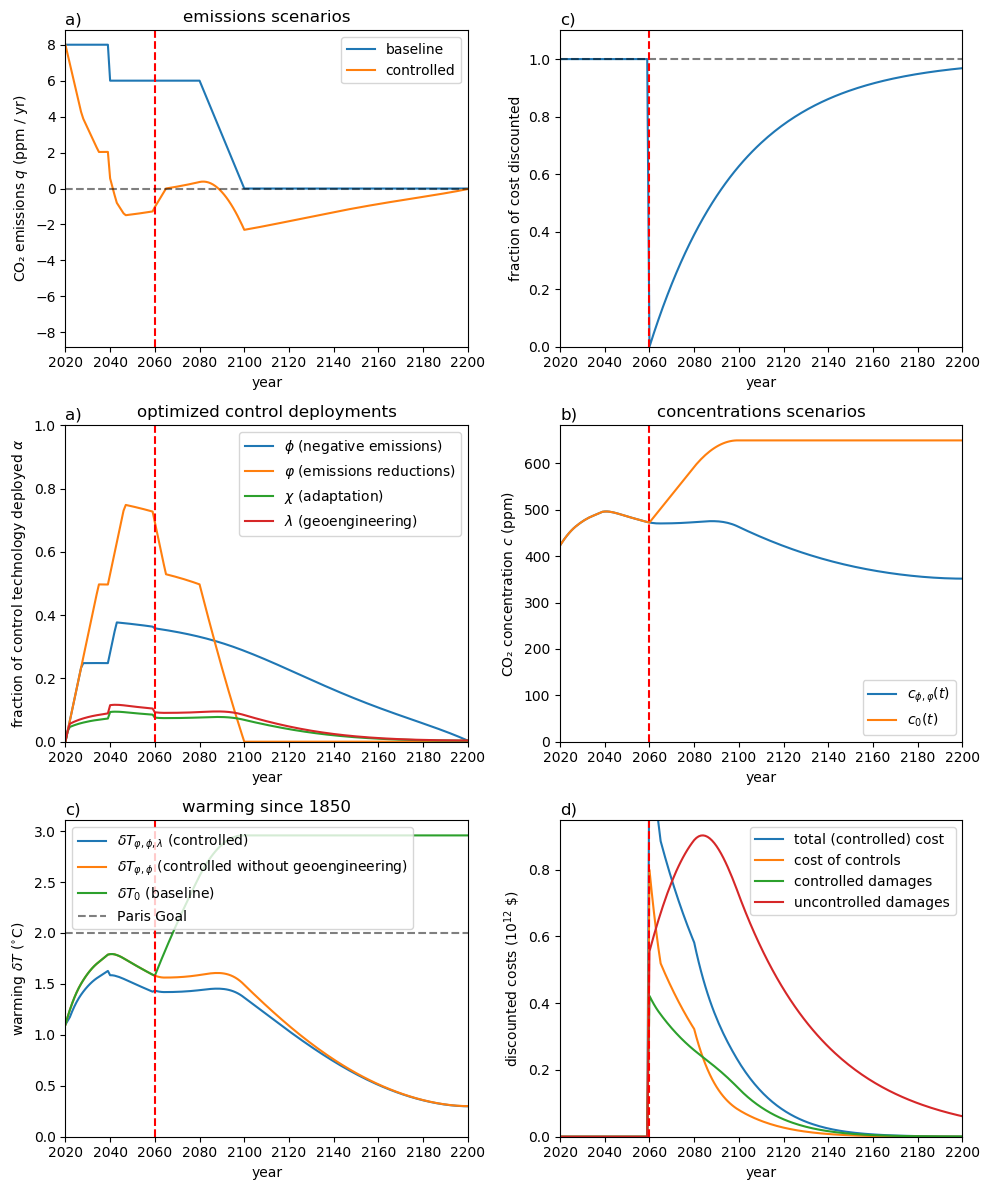 a)
emissions scenarios
8
6
4
2
0
−2
−4
−6
−8
CO₂ emissions q (ppm / yr)
baseline
controlled
2020 2040 2060 2080 2100 2120 2140 2160 2180 2200
year
c)
1.0
0.8
0.6
0.4
0.2
0.0
fraction of cost discounted
2020 2040 2060 2080 2100 2120 2140 2160 2180 2200
year
a)
optimized control deployments
1.0
0.8
0.6
0.4
0.2
0.0
fraction of control technology deployed α
ϕ (negative emissions)
φ (emissions reductions)
χ (adaptation)
λ (geoengineering)
2020 2040 2060 2080 2100 2120 2140 2160 2180 2200
year
b)
concentrations scenarios
600
500
400
300
200
100
0
CO₂ concentration c (ppm)
cϕ,φ(t)
c0(t)
2020 2040 2060 2080 2100 2120 2140 2160 2180 2200
year
c)
warming since 1850
3.0
2.5
2.0
1.5
1.0
0.5
0.0
warming δT (°C)
δTφ,ϕ,λ (controlled)
δTφ,ϕ (controlled without geoengineering)
δT0 (baseline)
Paris Goal
2020 2040 2060 2080 2100 2120 2140 2160 2180 2200
year
d)
0.8
0.6
0.4
0.2
0.0
discounted costs (10¹² $)
total (controlled) cost
cost of controls
controlled damages
uncontrolled damages
2020 2040 2060 2080 2100 2120 2140 2160 2180 2200
year